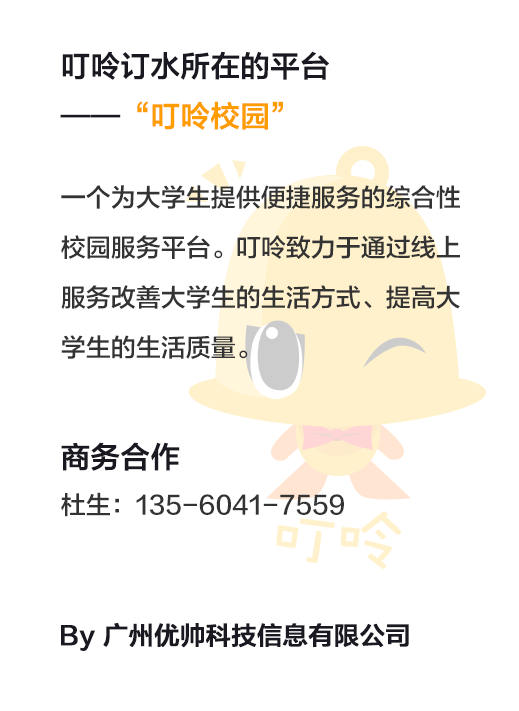 叮呤订水所在的平台
——“叮呤校园”
一个为大学生提供便捷服务的综合性
校园服务平台。叮呤致力于通过线上
服务改善大学生的生活方式、提高大
学生的生活质量。
商务合作
杜生：135-6041-7559
叮呤
By 广州优帅科技信息有限公司